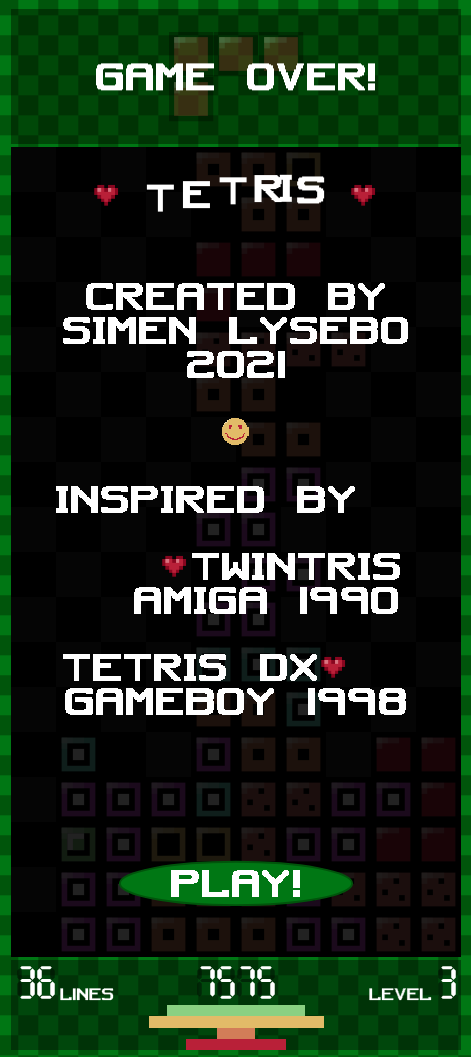 GAME OVER!
TETRIS
CREATED BY
SIMEN LYSEBO
2021
INSPIRED BY
TWINTRIS
AMIGA 1990
TETRIS DX
GAMEBOY 1998
PLAY!
36 LINES 7575 LEVEL 3